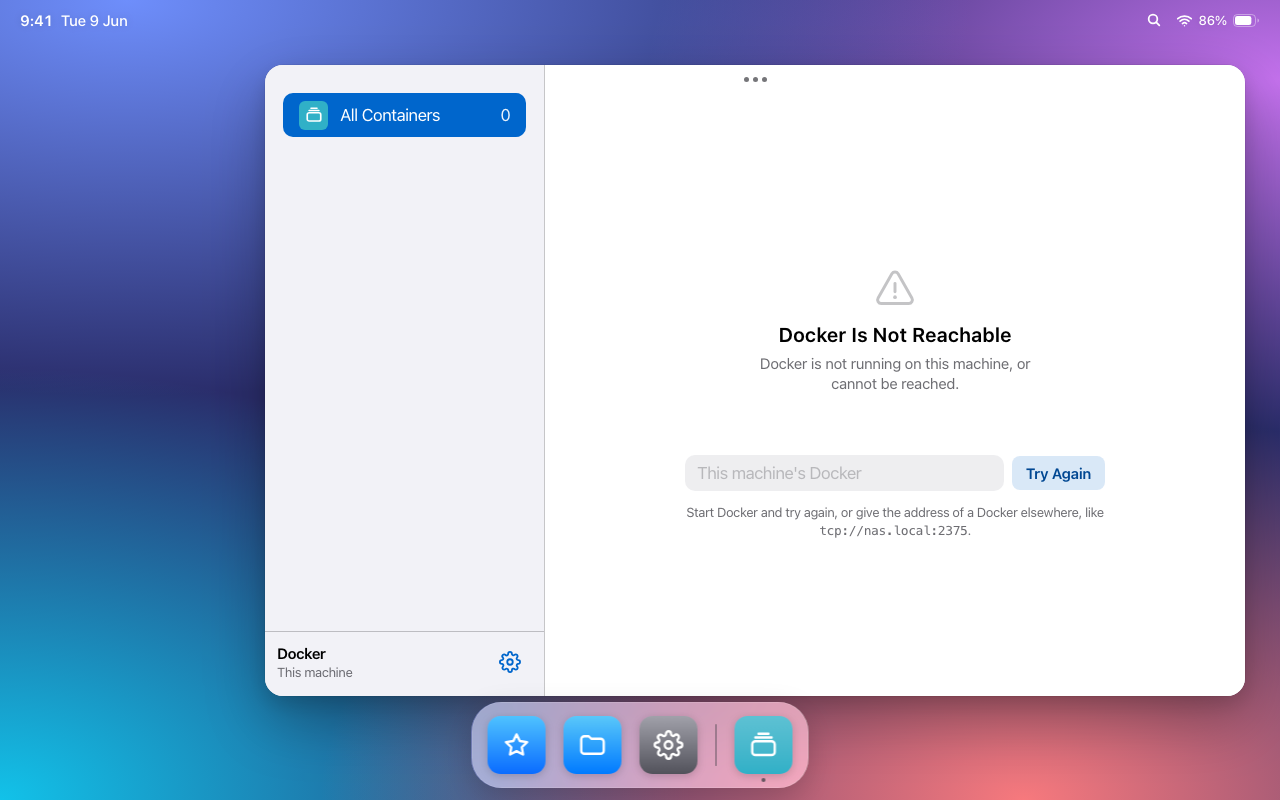 9:41 Tue 9 Jun
86%
All Containers 0
Docker Is Not Reachable
Docker is not running on this machine, or
cannot be reached.
This machine's Docker
Try Again
Start Docker and try again, or give the address of a Docker elsewhere, like
tcp://nas.local:2375.
Docker
This machine